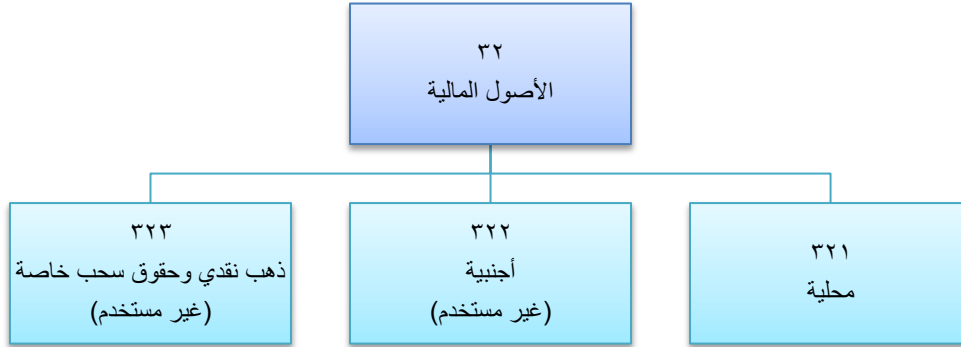 ٣٢
الأصول المالية
٣٢١
محلية
٣٢٢
أجنبية
(غير مستخدم)
٣٢٣
ذهب نقدي وحقوق سحب خاصة
(غير مستخدم)